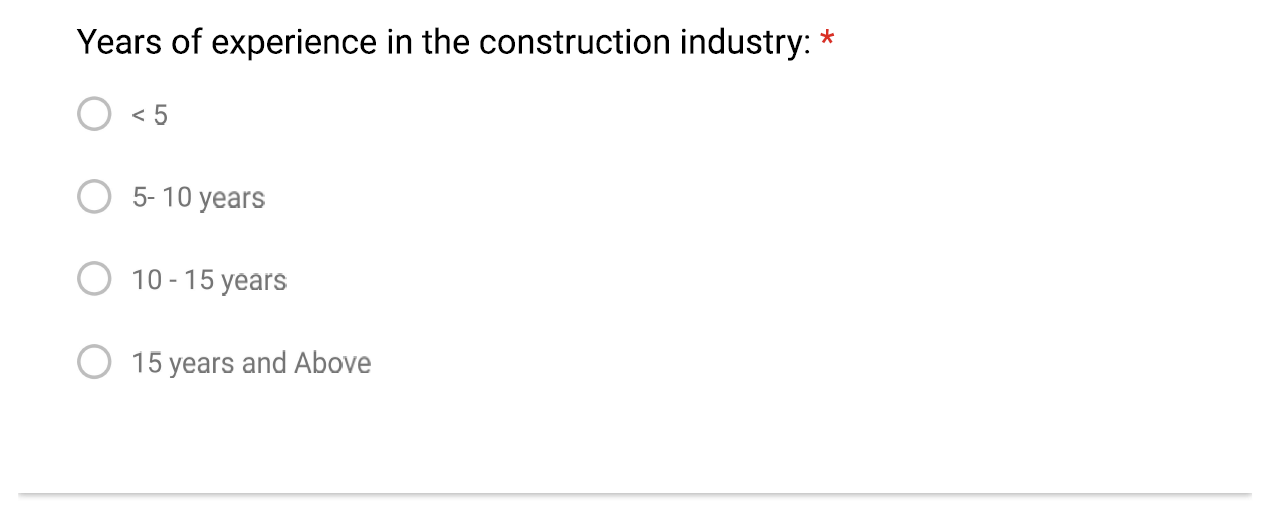 Years of experience in the construction industry: *
< 5
5- 10 years
10 - 15 years
15 years and Above